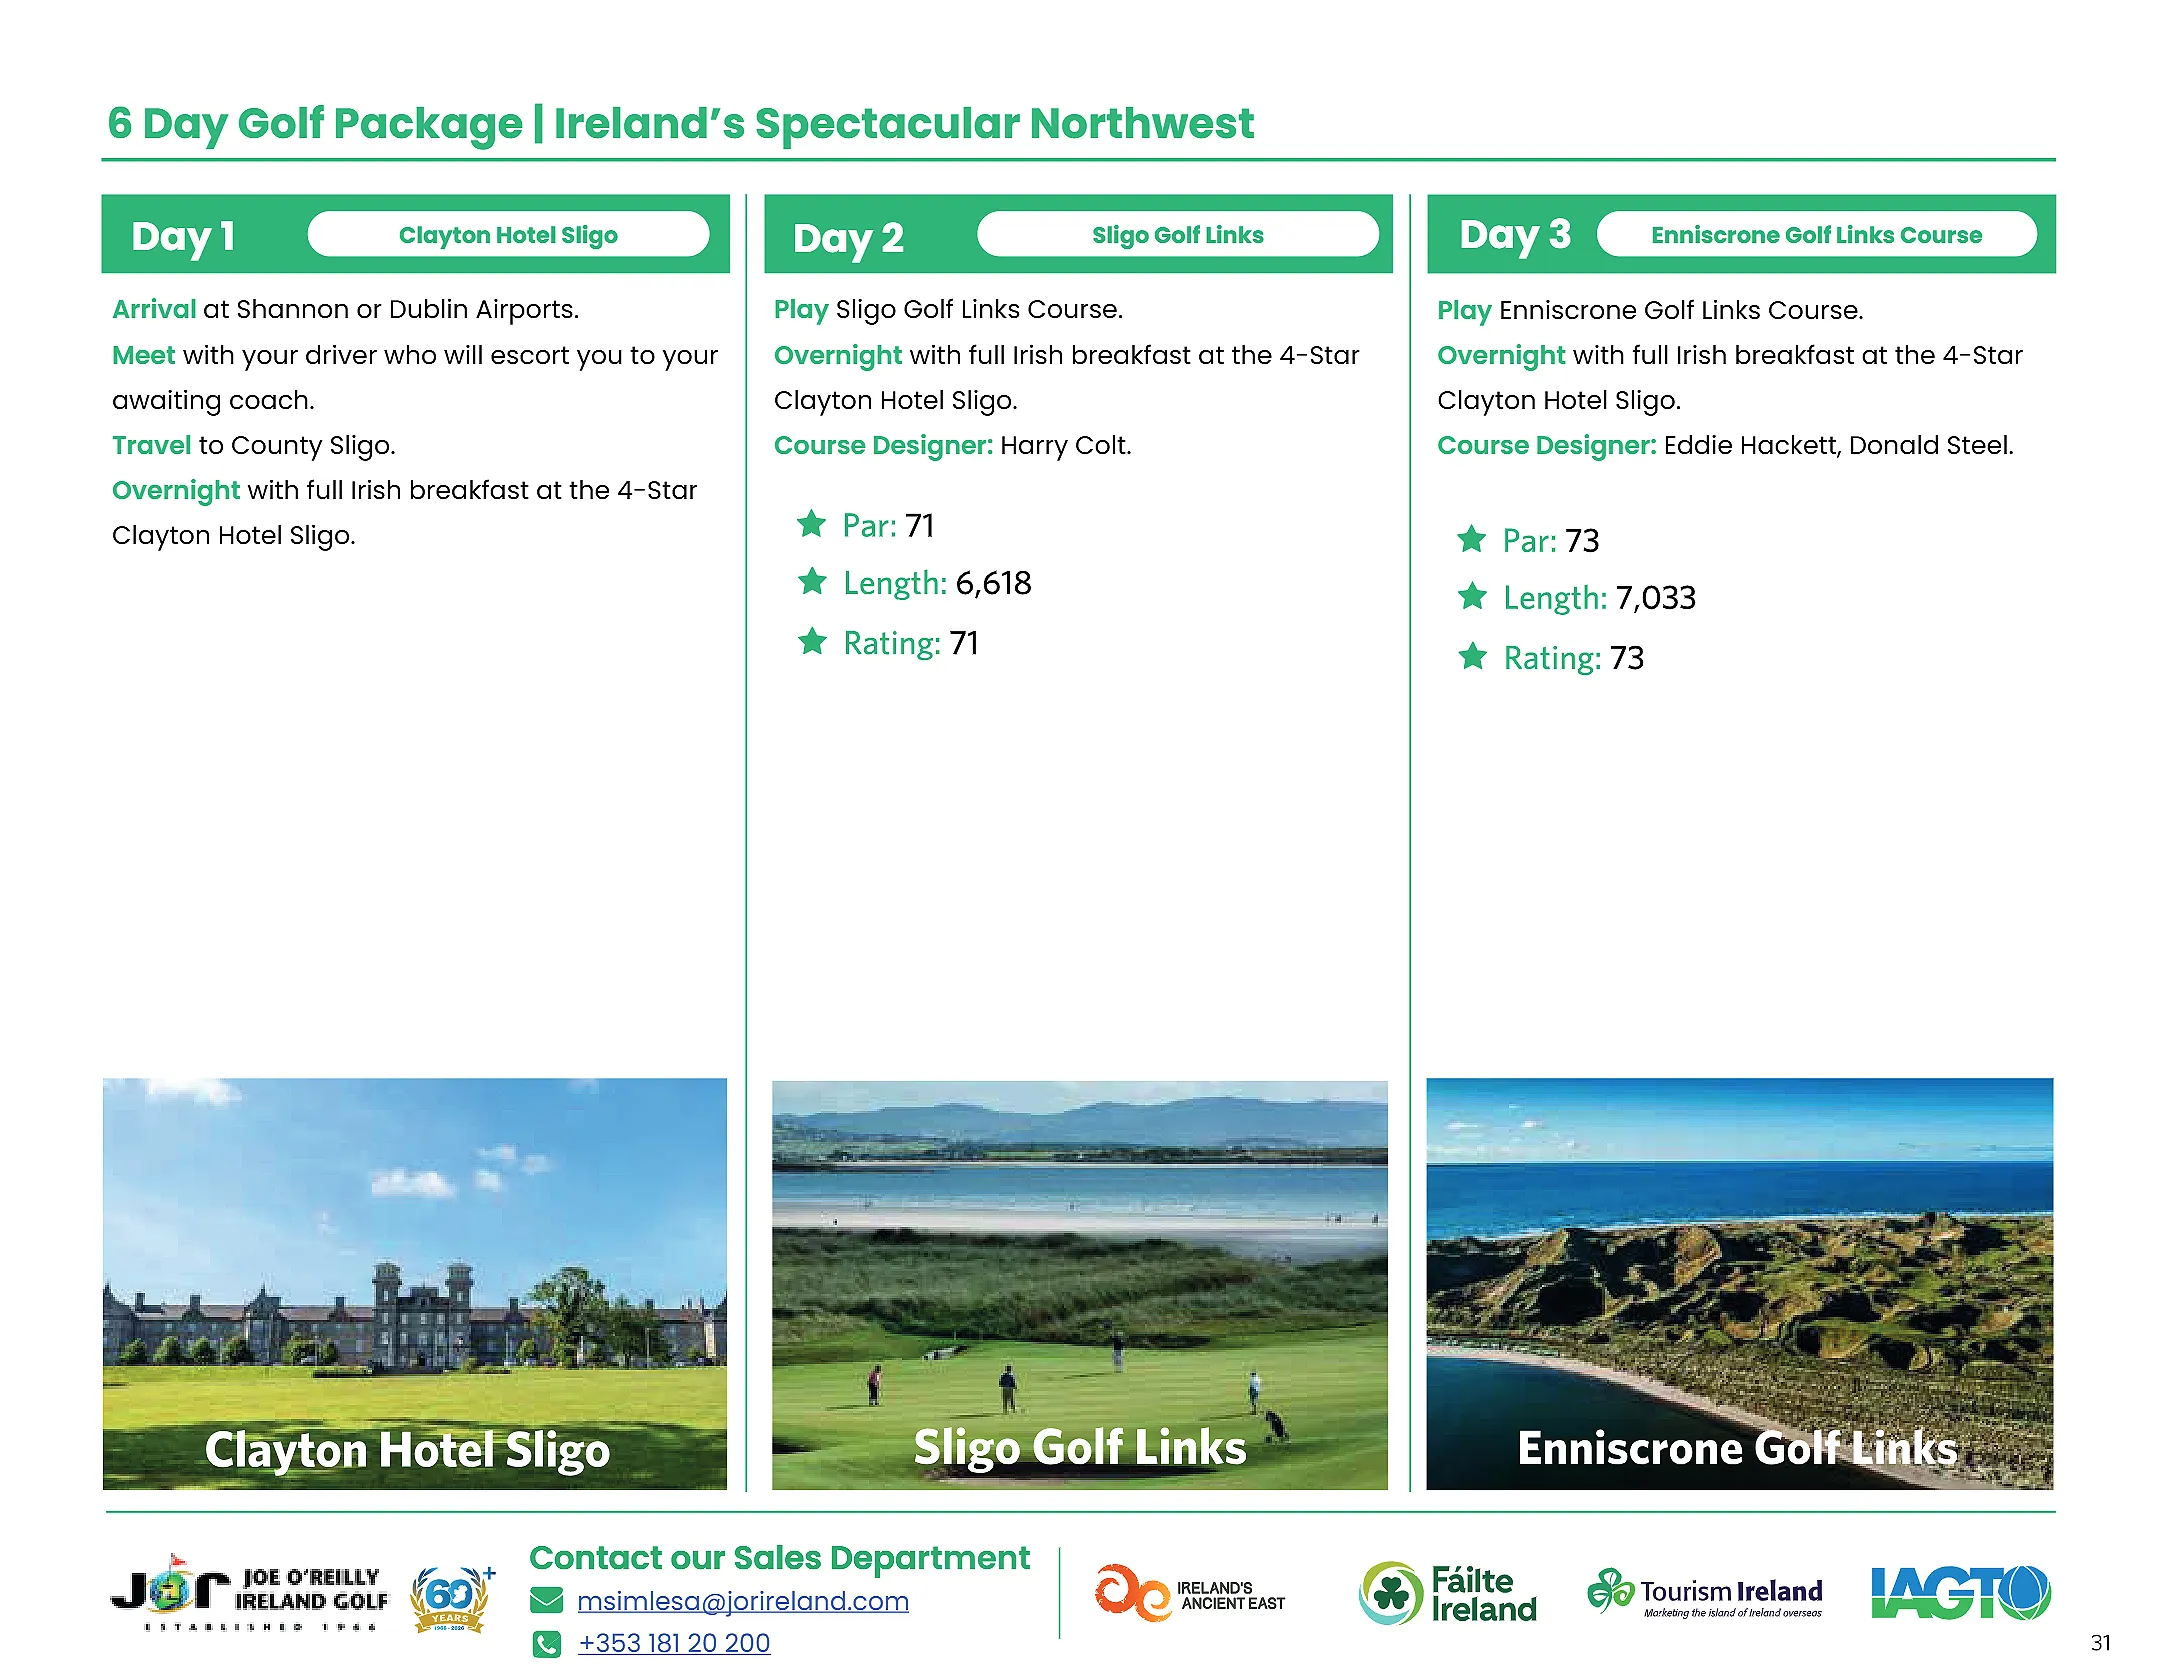 6 Day Golf Package | Ireland's Spectacular Northwest
Day 1
Clayton Hotel Sligo
Arrival at Shannon or Dublin Airports.
Meet with your driver who will escort you to your
awaiting coach.
Travel to County Sligo.
Overnight with full Irish breakfast at the 4-Star
Clayton Hotel Sligo.
Clayton Hotel Sligo
Day 2
Sligo Golf Links
Play Sligo Golf Links Course.
Overnight with full Irish breakfast at the 4-Star
Clayton Hotel Sligo.
Course Designer: Harry Colt.
Par: 71
Length: 6,618
Rating: 71
Sligo Golf Links
Day 3
Enniscrone Golf Links Course
Play Enniscrone Golf Links Course.
Overnight with full Irish breakfast at the 4-Star
Clayton Hotel Sligo.
Course Designer: Eddie Hackett, Donald Steel.
Par: 73
Length: 7,033
Rating: 73
Enniscrone Golf Links
JOR
JOE O'REILLY
IRELAND GOLF
ESTABLISHED 1966
60+
YEARS
1966 - 2026
Contact our Sales Department
msimlesa@jorireland.com
+353 181 20 200
IRELAND'S
ANCIENT EAST
Fáilte
Ireland
Tourism Ireland
Marketing the island of Ireland overseas
IAGTO
31